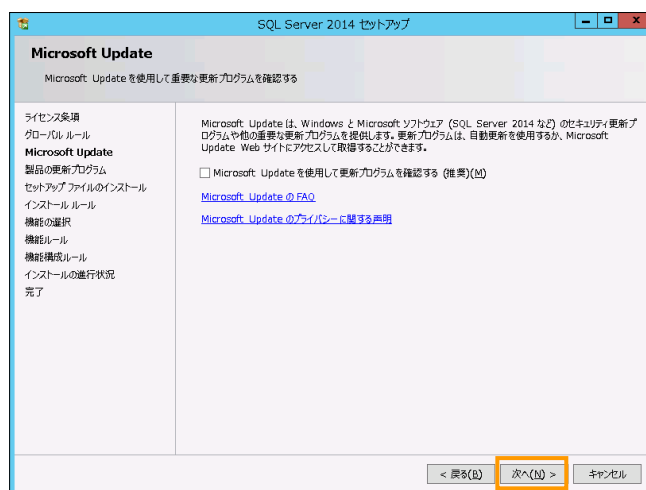 SQL Server 2014 セットアップ
Microsoft Update
Microsoft Update を使用して重要な更新プログラムを確認する
ライセンス条項
グローバル ルール
Microsoft Update
製品の更新プログラム
セットアップ ファイルのインストール
インストール ルール
機能の選択
機能ルール
機能構成ルール
インストールの進行状況
完了
Microsoft Update は、Windows と Microsoft ソフトウェア (SQL Server 2014 など) のセキュリティ更新プ
ログラムや他の重要な更新プログラムを提供します。更新プログラムは、自動更新を使用するか、Microsoft
Update Web サイトにアクセスして取得することができます。
Microsoft Update を使用して更新プログラムを確認する (推奨)(M)
Microsoft Update の FAQ
Microsoft Update のプライバシーに関する声明
< 戻る(B)
次へ(N) >
キャンセル